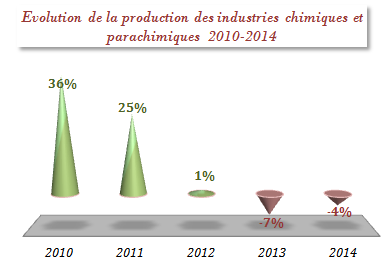 Evolution de la production des industries chimiques et
parachimiques 2010-2014
36%
25%
1%
-7%
-4%
2010 2011 2012 2013 2014